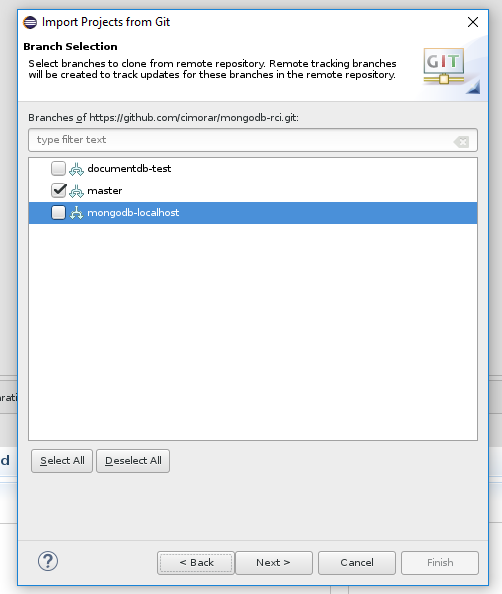 Import Projects from Git
Branch Selection
Select branches to clone from remote repository. Remote tracking branches
will be created to track updates for these branches in the remote repository.
GIT
Branches of https://github.com/cimorar/mongodb-rci.git:
type filter text
documentdb-test
master
mongodb-localhost
arati
Select All
Deselect All
d
< Back
Next >
Cancel
Finish